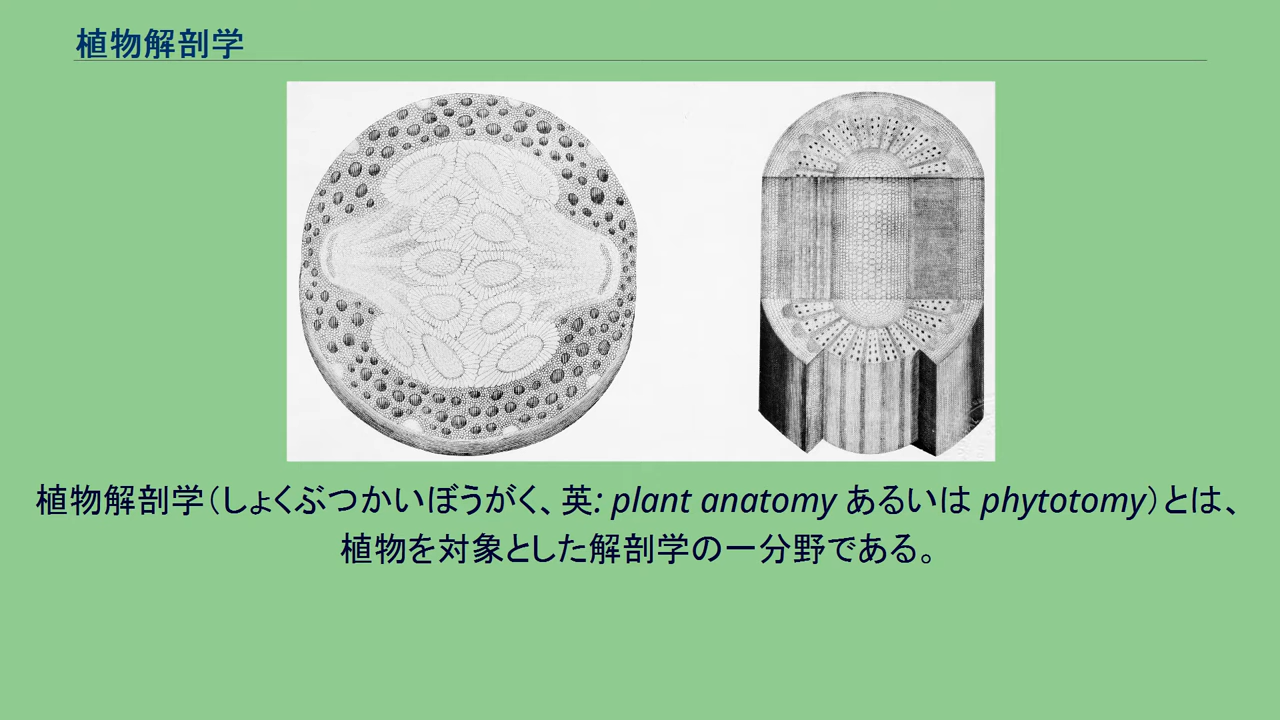 植物解剖学
植物解剖学（しょくぶつかいぼうがく、英: plant anatomy あるいは phytotomy）とは、
植物を対象とした解剖学の一分野である。